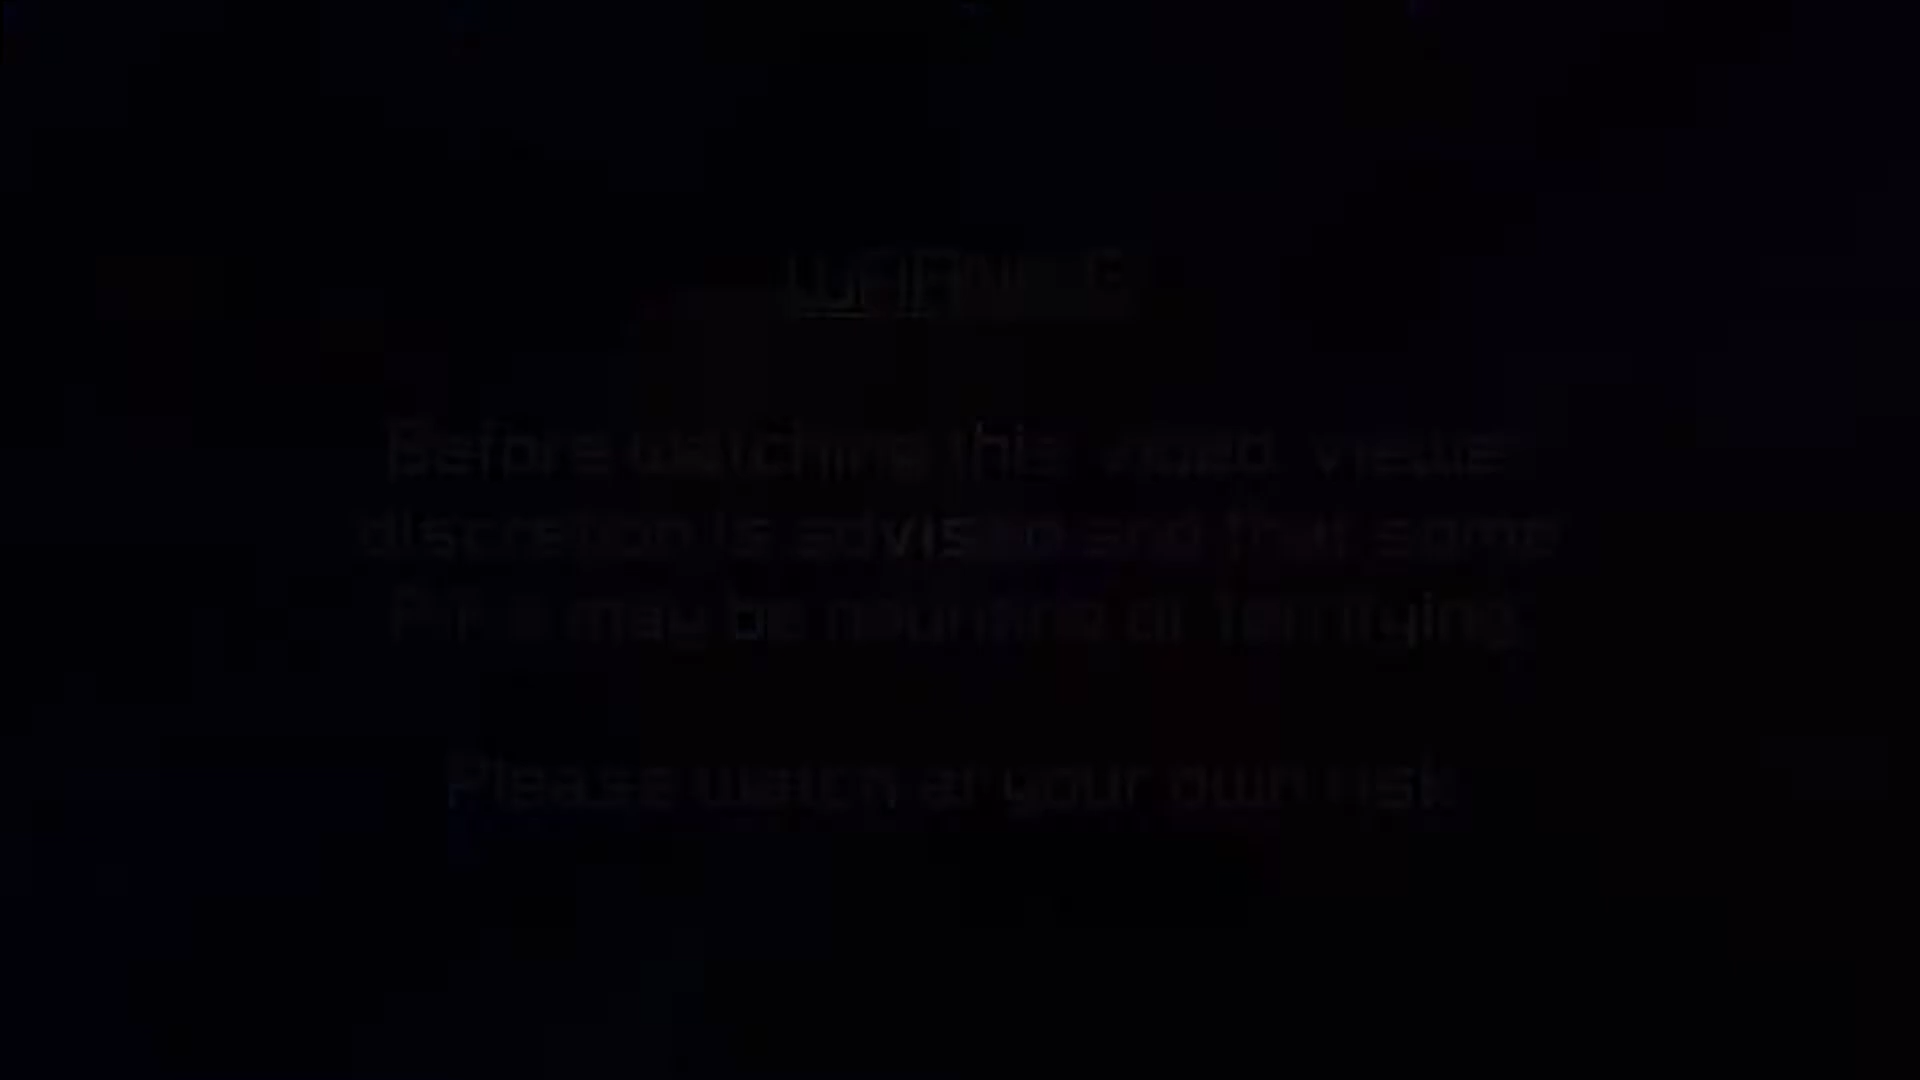 WARNING
Before watching this video, viewer
discretion is advised and that some
may be haunting or terrifying.
Please watch at your own risk.